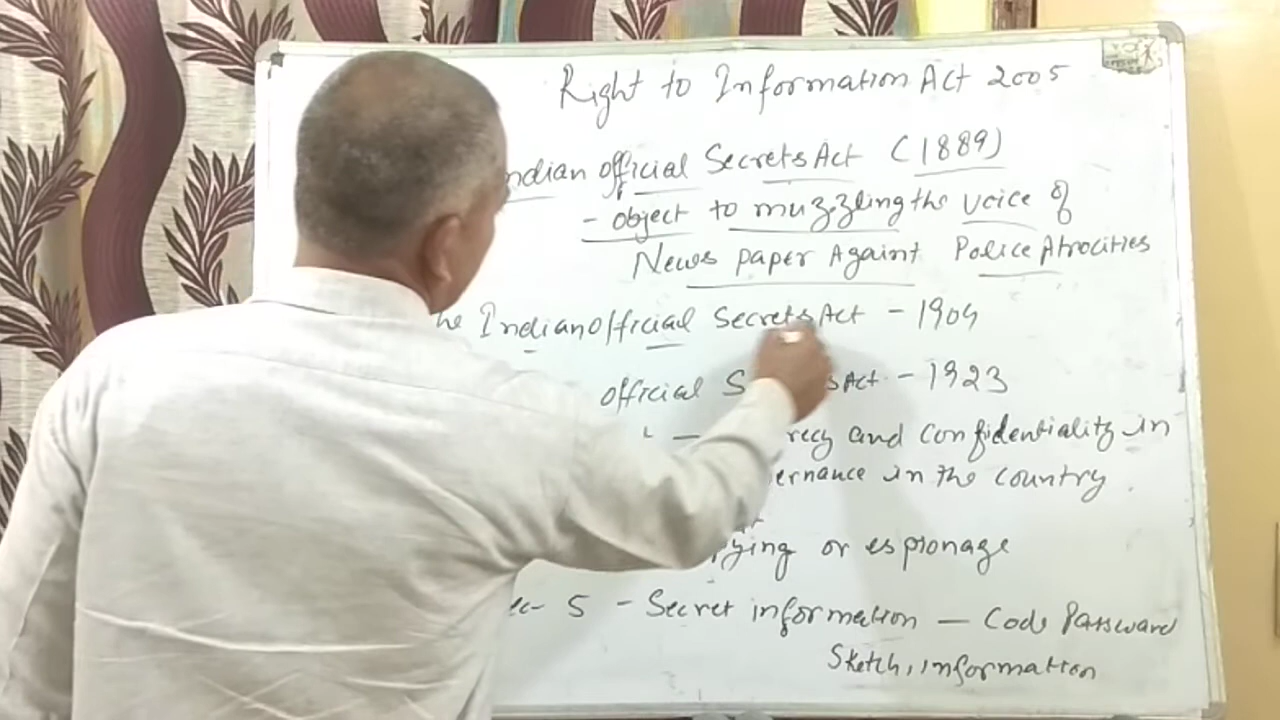 Right to Information Act 2005
ndian official Secrets Act (1889)
- object to muzzling the voice of
News paper Againt Police Atrocities
he Indian Official Secrets Act - 1904
official S sAct - 1923
- recy and confidentiality in
ernance in the country
pying or espionage
ec- 5 - Secret information - Code Password
Sketch, information